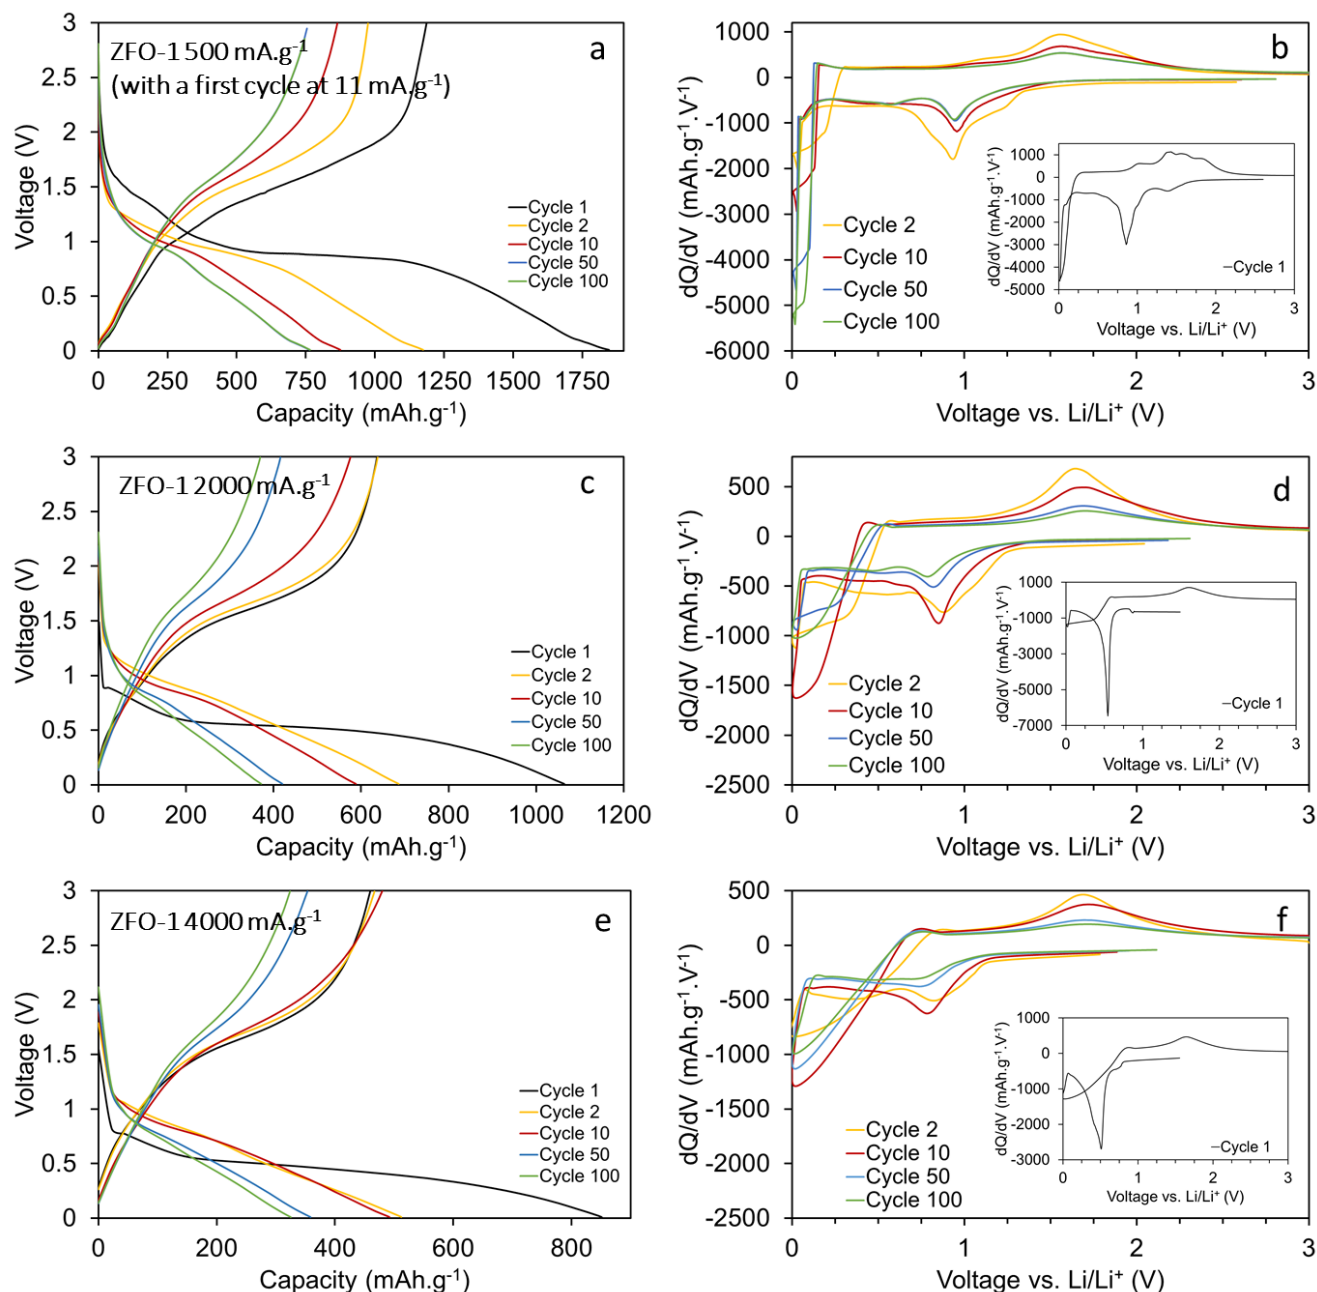 ZFO-1 500 mA.g-1
(with a first cycle at 11 mA.g-1)
a
Voltage (V)
3
2.5
2
1.5
1
0.5
0
Cycle 1
Cycle 2
Cycle 10
Cycle 50
Cycle 100
0 250 500 750 1000 1250 1500 1750
Capacity (mAh.g-1)
b
dQ/dV (mAh.g-1.V-1)
1000
0
-1000
-2000
-3000
-4000
-5000
-6000
Cycle 2
Cycle 10
Cycle 50
Cycle 100
dQ/dV (mAh.g-1.V-1)
1000
0
-1000
-2000
-3000
-4000
-5000
Cycle 1
0 1 2 3
Voltage vs. Li/Li+ (V)
0 1 2 3
Voltage vs. Li/Li+ (V)
ZFO-1 2000 mA.g-1
c
Voltage (V)
3
2.5
2
1.5
1
0.5
0
Cycle 1
Cycle 2
Cycle 10
Cycle 50
Cycle 100
0 200 400 600 800 1000 1200
Capacity (mAh.g-1)
d
dQ/dV (mAh.g-1.V-1)
500
0
-500
-1000
-1500
-2000
-2500
Cycle 2
Cycle 10
Cycle 50
Cycle 100
dQ/dV (mAh.g-1.V-1)
1000
-1000
-3000
-5000
-7000
Cycle 1
0 1 2 3
Voltage vs. Li/Li+ (V)
0 1 2 3
Voltage vs. Li/Li+ (V)
ZFO-1 4000 mA.g-1
e
Voltage (V)
3
2.5
2
1.5
1
0.5
0
Cycle 1
Cycle 2
Cycle 10
Cycle 50
Cycle 100
0 200 400 600 800
Capacity (mAh.g-1)
f
dQ/dV (mAh.g-1.V-1)
500
0
-500
-1000
-1500
-2000
-2500
Cycle 2
Cycle 10
Cycle 50
Cycle 100
dQ/dV (mAh.g-1.V-1)
1000
0
-1000
-2000
-3000
Cycle 1
0 1 2 3
Voltage vs. Li/Li+ (V)
0 1 2 3
Voltage vs. Li/Li+ (V)